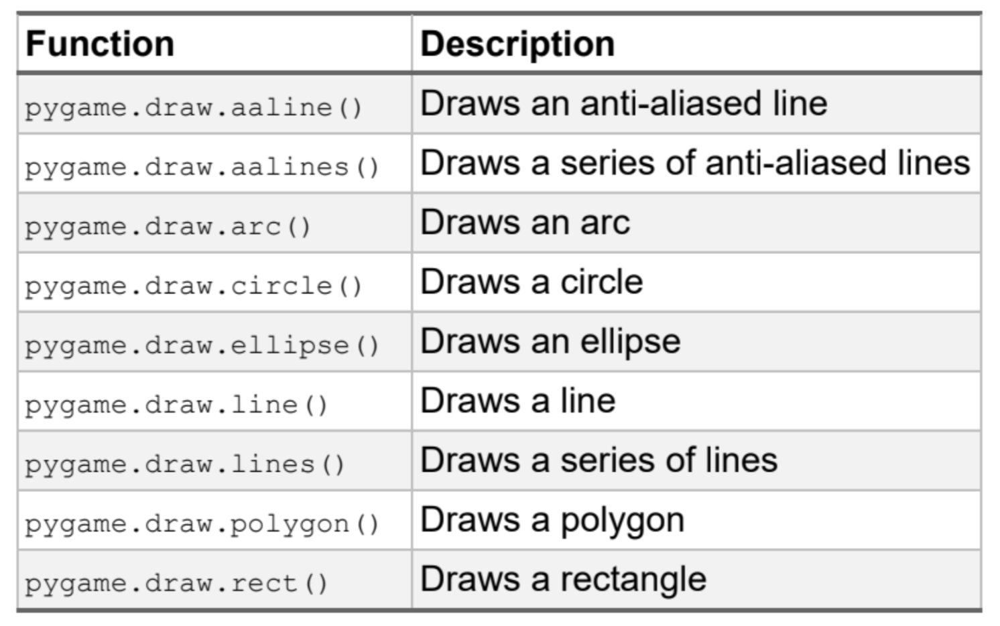 Function Description
pygame.draw.aaline() Draws an anti-aliased line
pygame.draw.aalines() Draws a series of anti-aliased lines
pygame.draw.arc() Draws an arc
pygame.draw.circle() Draws a circle
pygame.draw.ellipse() Draws an ellipse
pygame.draw.line() Draws a line
pygame.draw.lines() Draws a series of lines
pygame.draw.polygon() Draws a polygon
pygame.draw.rect() Draws a rectangle